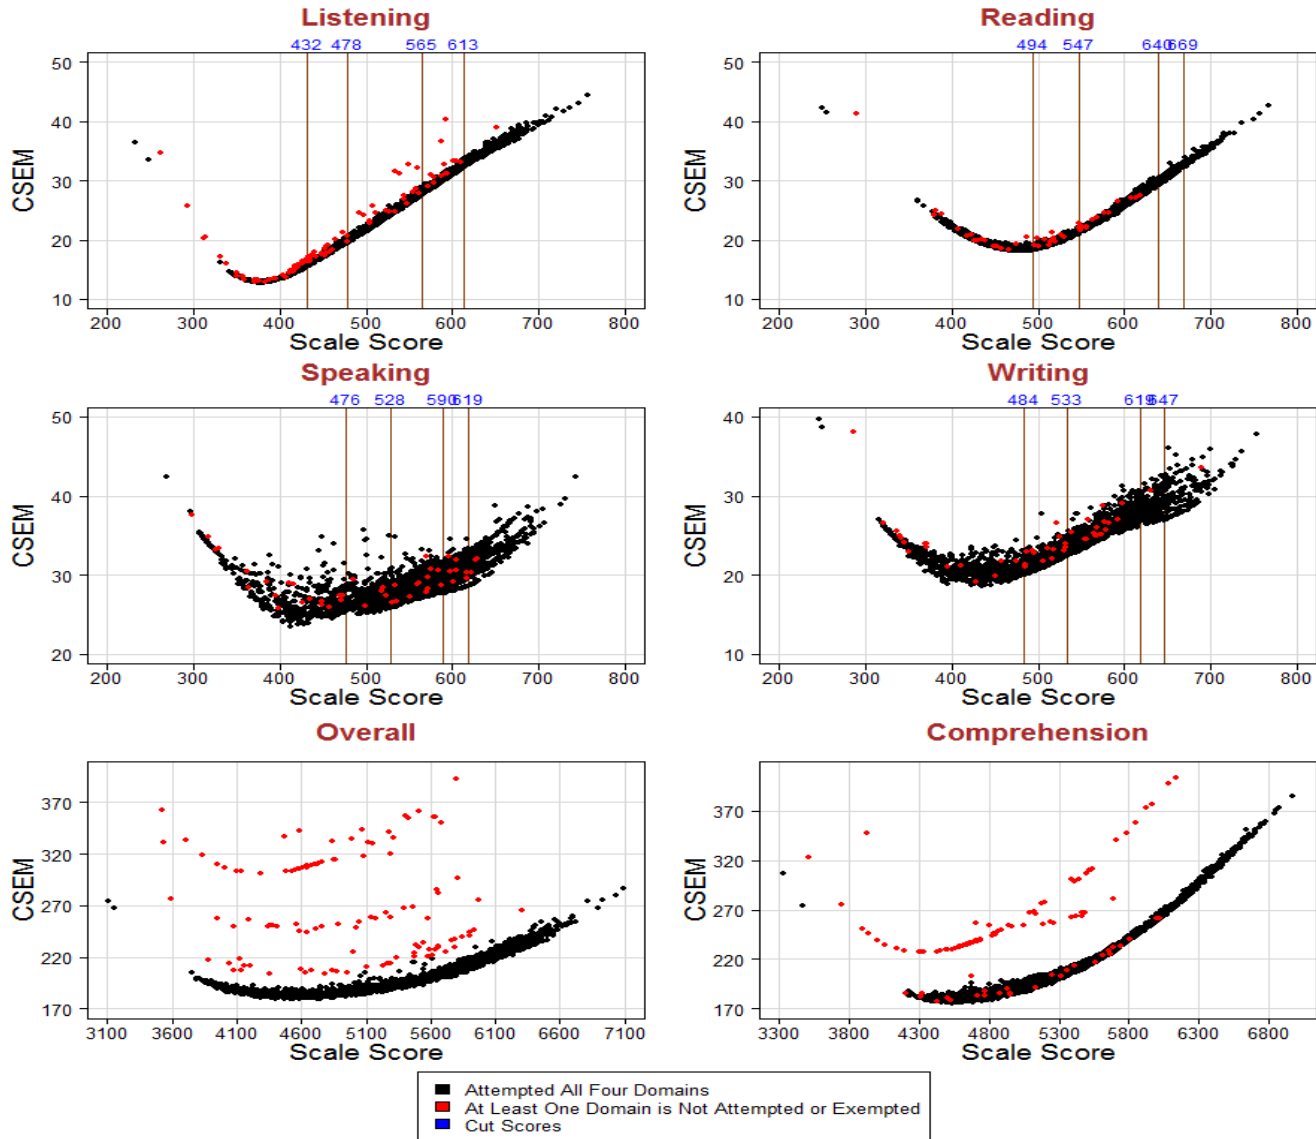 Listening
432 478 565 613
50
40
30
20
10
CSEM
200 300 400 500 600 700 800
Scale Score
Reading
494 547 640 669
50
40
30
20
10
CSEM
200 300 400 500 600 700 800
Scale Score
Speaking
476 528 590 619
50
40
30
20
CSEM
200 300 400 500 600 700 800
Scale Score
Writing
484 533 619 647
40
30
20
10
CSEM
200 300 400 500 600 700 800
Scale Score
Overall
370
320
270
220
170
CSEM
3100 3600 4100 4600 5100 5600 6100 6600 7100
Scale Score
Comprehension
370
320
270
220
170
CSEM
3300 3800 4300 4800 5300 5800 6300 6800
Scale Score
Attempted All Four Domains
At Least One Domain is Not Attempted or Exempted
Cut Scores